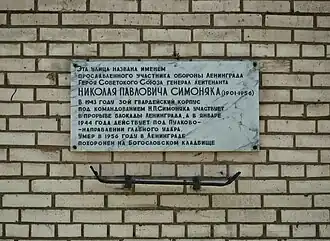 Эта улица названа именем
прославленного участника обороны Ленинграда
Героя Советского Союза генерал лейтенанта
НИКОЛАЯ ПАВЛОВИЧА СИМОНЯКА (1901-1956)
В 1943 году 30й гвардейский корпус
под командованием Н.П.Симоняка участвует
в прорыве блокады Ленинграда, а в январе
1944 года действует под Пулково-
-направлении главного удара
Умер в 1956 году в Ленинграде
похоронен на Богословском кладбище